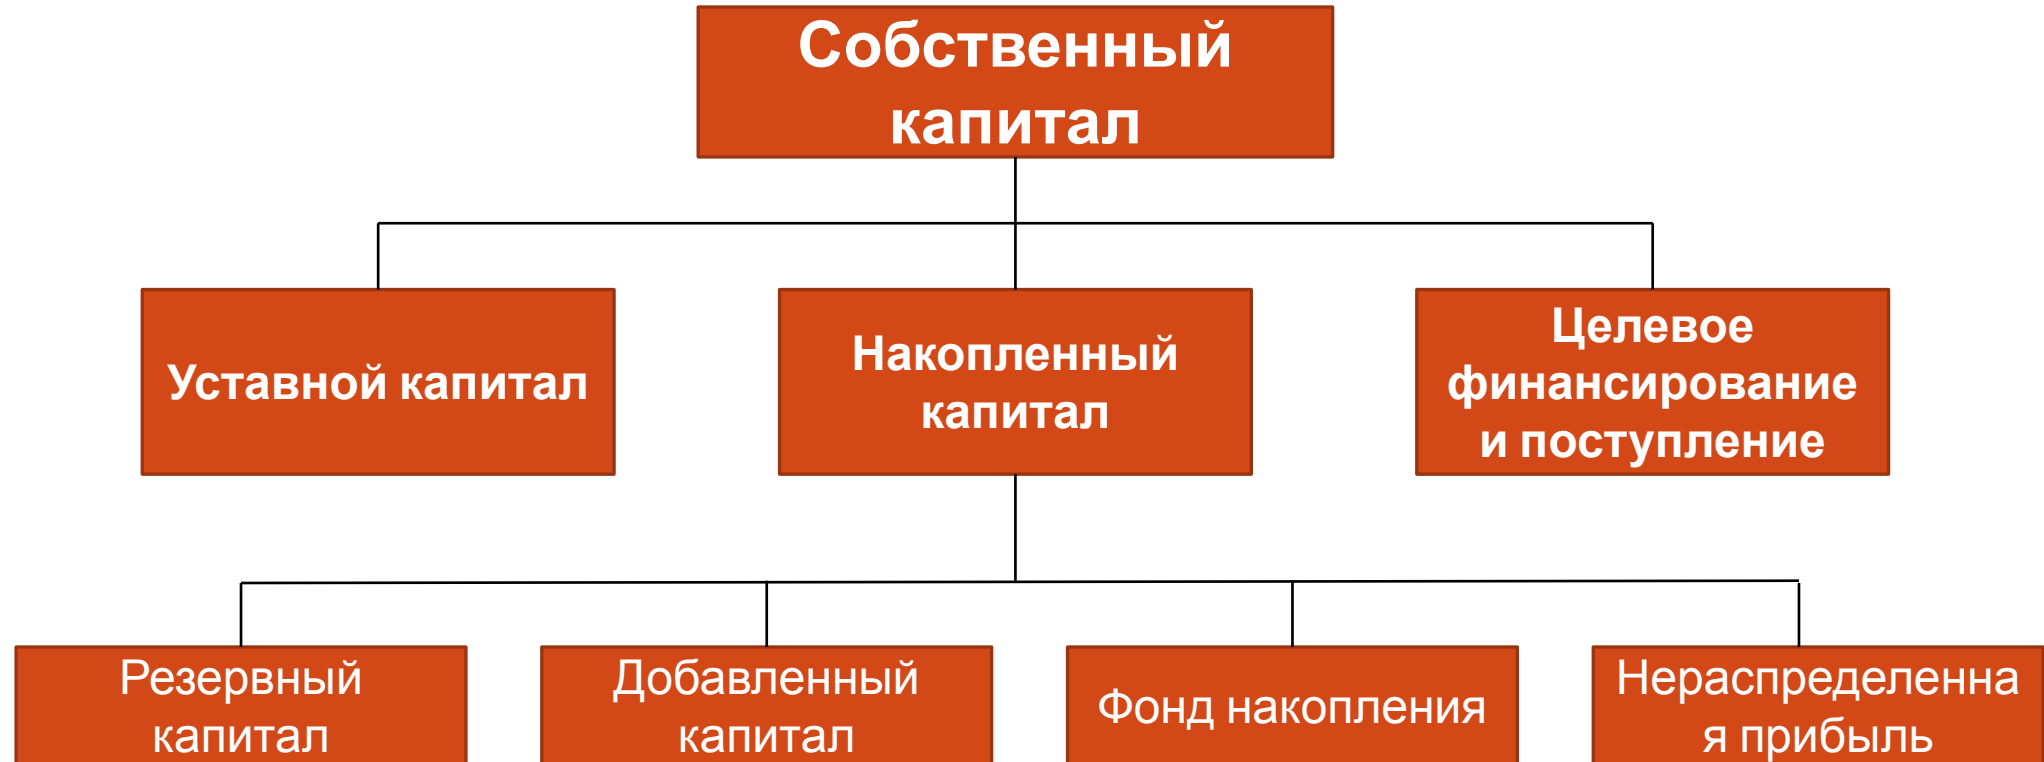 Собственный
капитал
Уставной капитал
Накопленный
капитал
Целевое
финансирование
и поступление
Резервный
капитал
Добавленный
капитал
Фонд накопления
Нераспределенна
я прибыль